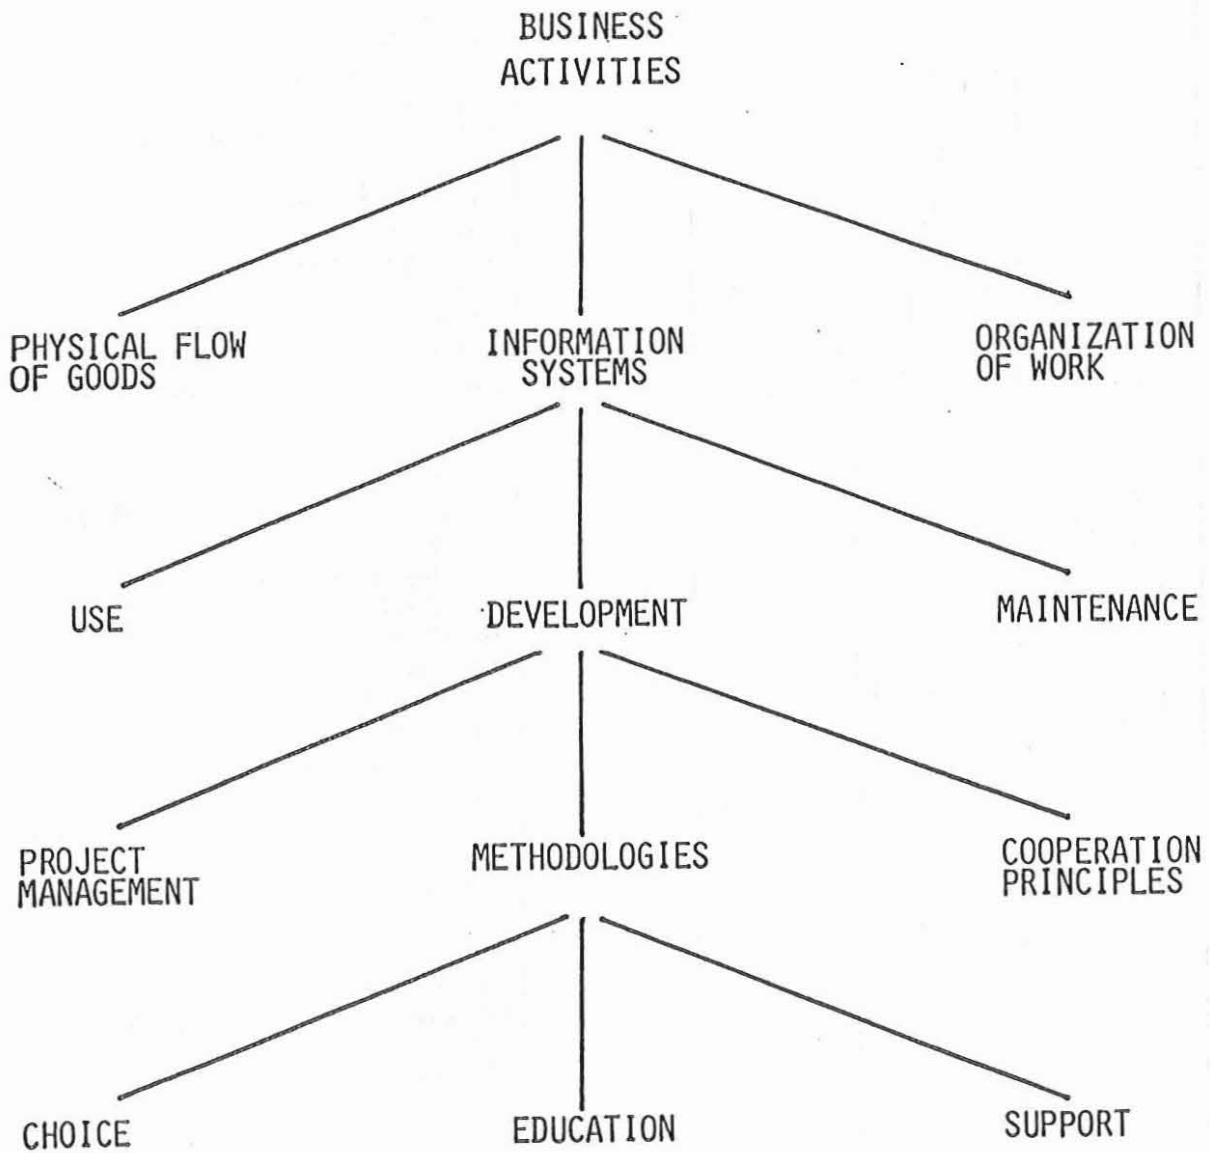 BUSINESS
ACTIVITIES
PHYSICAL FLOW
OF GOODS
INFORMATION
SYSTEMS
ORGANIZATION
OF WORK
USE
DEVELOPMENT
MAINTENANCE
PROJECT
MANAGEMENT
METHODOLOGIES
COOPERATION
PRINCIPLES
CHOICE
EDUCATION
SUPPORT